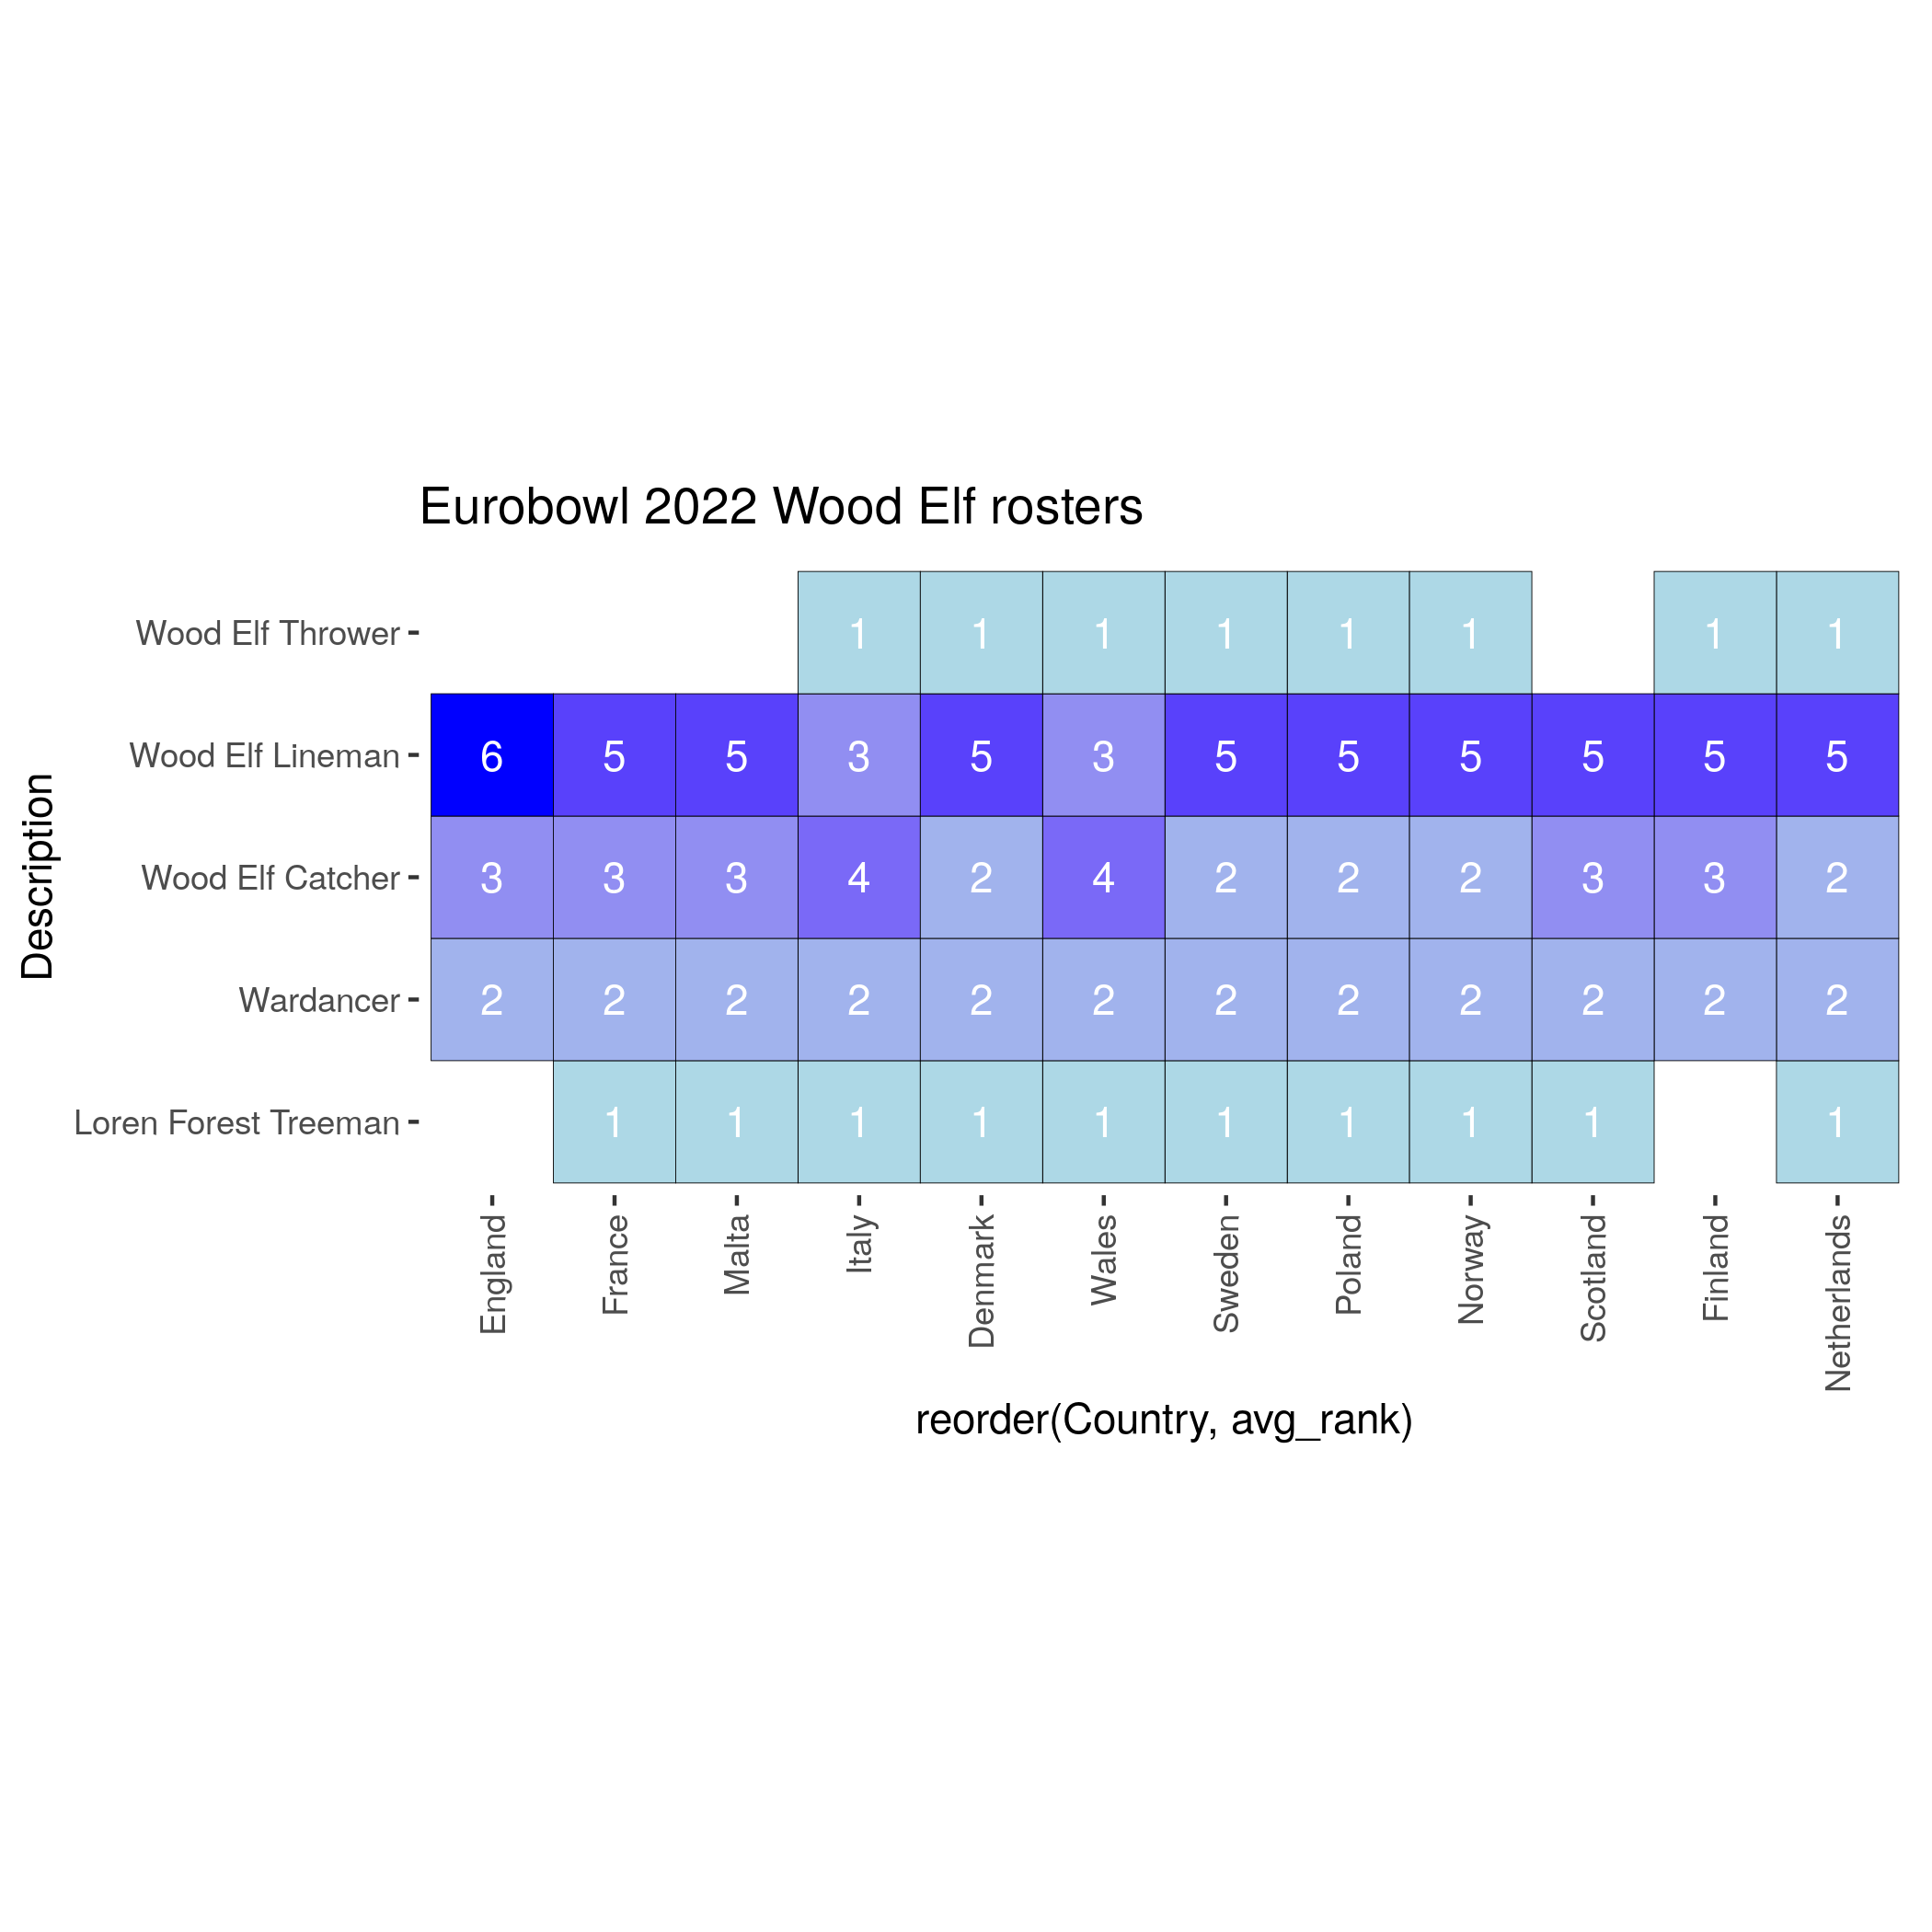 Eurobowl 2022 Wood Elf rosters
Description
Wood Elf Thrower 1 1 1 1 1 1 1 1
Wood Elf Lineman 6 5 5 3 5 3 5 5 5 5 5 5
Wood Elf Catcher 3 3 3 4 2 4 2 2 2 3 3 2
Wardancer 2 2 2 2 2 2 2 2 2 2 2 2
Loren Forest Treeman 1 1 1 1 1 1 1 1 1 1
England France Malta Italy Denmark Wales Sweden Poland Norway Scotland Finland Netherlands
reorder(Country, avg_rank)